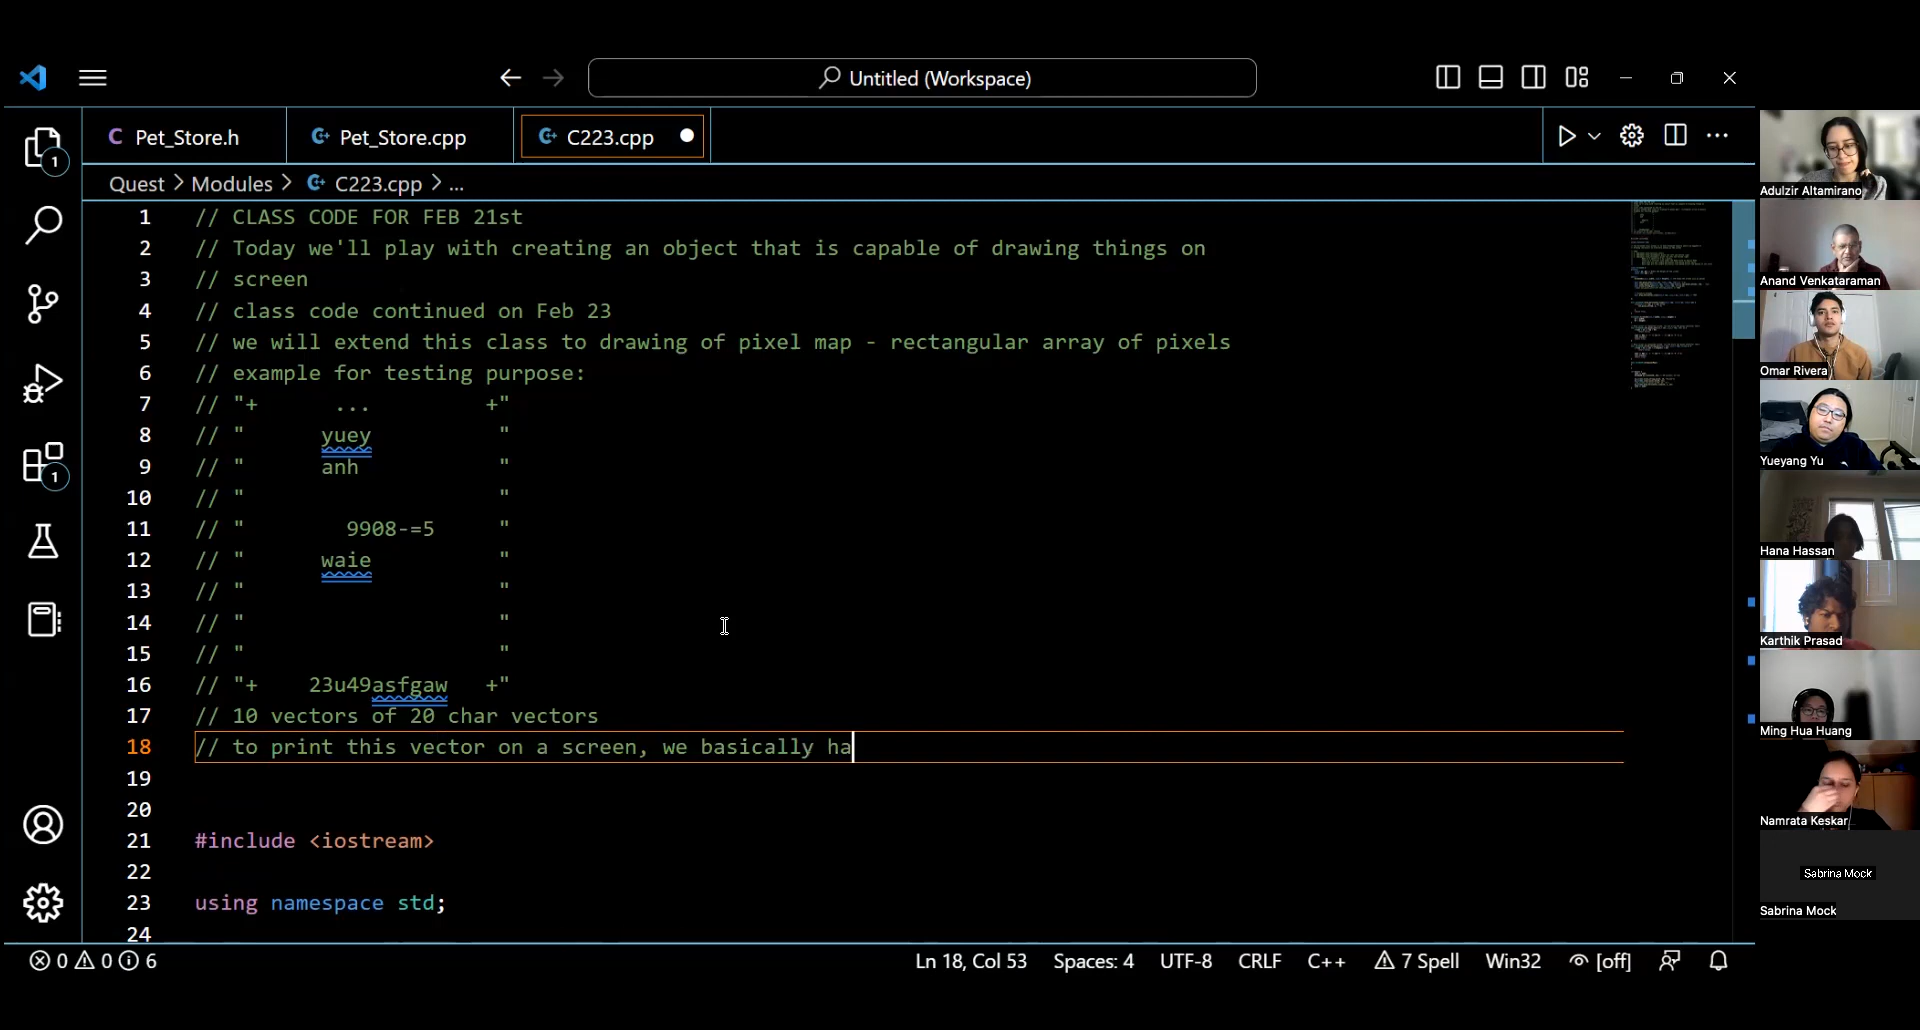 Untitled (Workspace)
C Pet_Store.h
Pet_Store.cpp
C223.cpp
Quest > Modules > C223.cpp > ...
1
1
1 // CLASS CODE FOR FEB 21st
2 // Today we'll play with creating an object that is capable of drawing things on
3 // screen
4 // class code continued on Feb 23
5 // we will extend this class to drawing of pixel map - rectangular array of pixels
6 // example for testing purpose:
7 // "+ ... +"
8 // " yuey "
9 // " anh "
10 // " "
11 // " 9908-=5 "
12 // " waie "
13 // " "
14 // " "
15 // " "
16 // "+ 23u49asfgaw +"
17 // 10 vectors of 20 char vectors
18 // to print this vector on a screen, we basically ha
19
20
21 #include <iostream>
22
23 using namespace std;
24
0 0 6
Ln 18, Col 53
Spaces: 4
UTF-8
CRLF
C++
7 Spell
Win32
[off]
Adulzir Altamirano
Anand Venkataraman
Omar Rivera
Yueyang Yu
Hana Hassan
Karthik Prasad
Ming Hua Huang
Namrata Keskar
Sabrina Mock
Sabrina Mock